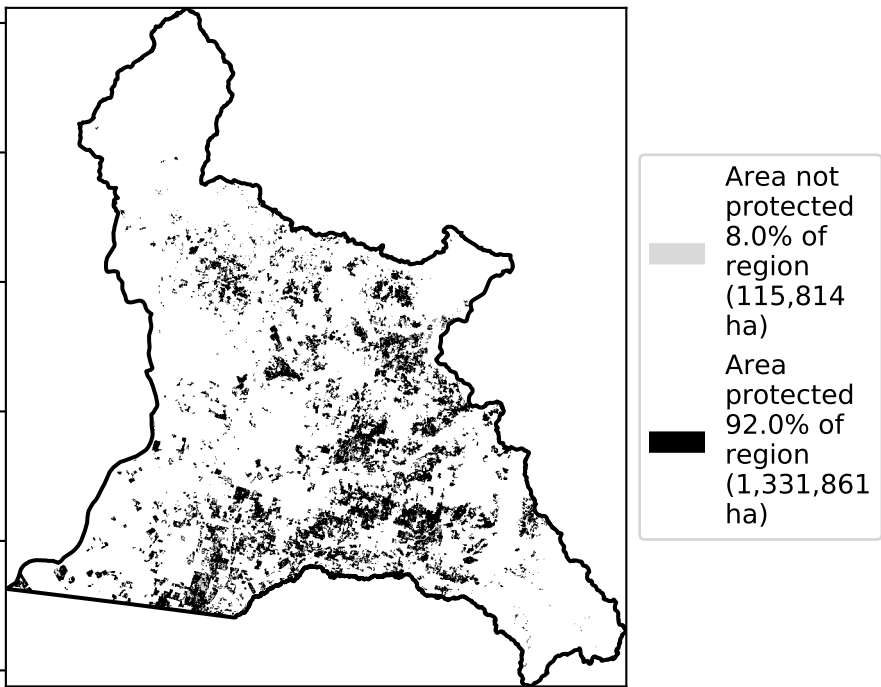 Area not
protected
8.0% of
region
(115,814
ha)
Area
protected
92.0% of
region
(1,331,861
ha)